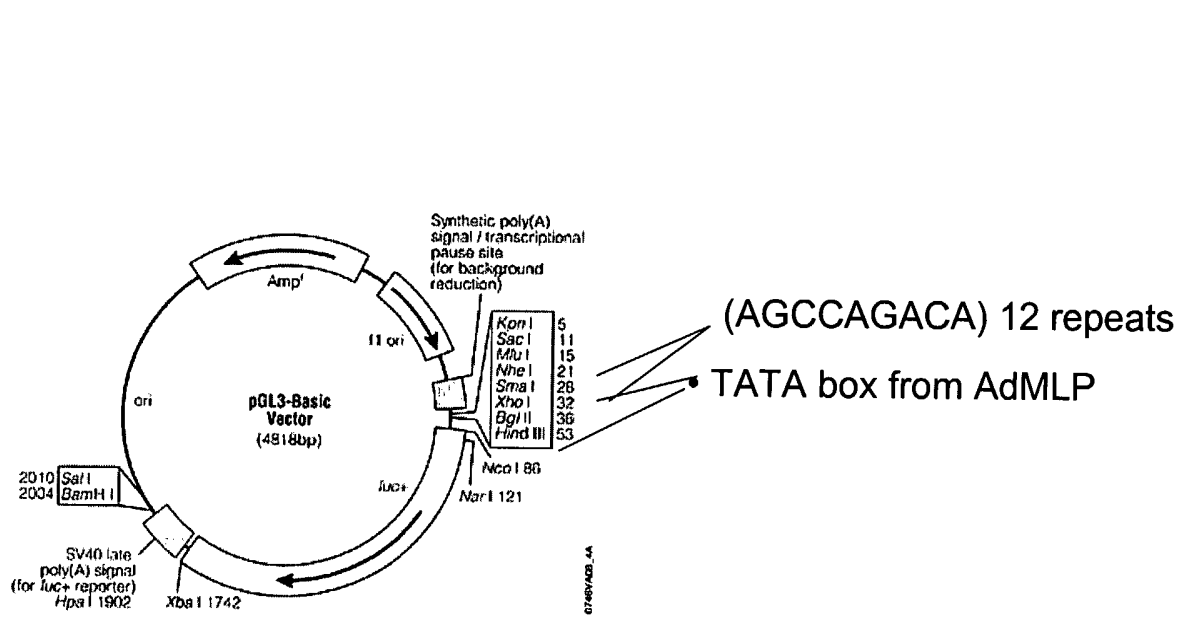 Synthetic poly(A)
signal / transcriptional
pause site
(for background
reduction)
Ampr
f1 ori
Kpn I 5
Sac I 11
Mlu I 15
Nhe I 21
Sma I 28
Xho I 32
Bgl II 36
Hind III 53
(AGCCAGACA) 12 repeats
• TATA box from AdMLP
ori
pGL3-Basic
Vector
(4818bp)
Nco I 86
Nar I 121
luc+
2010 Sal I
2004 BamH I
SV40 late
poly(A) signal
(for luc+ reporter)
Hpa I 1902
Xba I 1742
0746VA08_4A